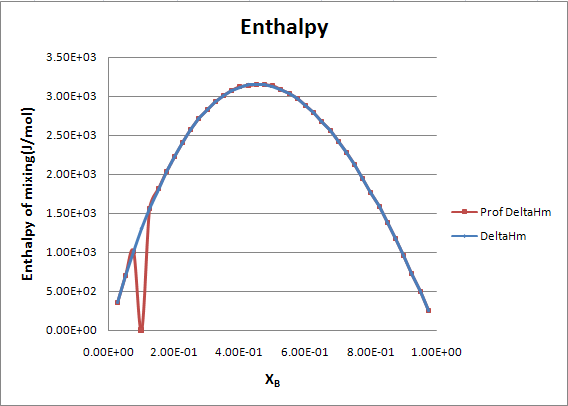 Enthalpy
3.50E+03
3.00E+03
2.50E+03
2.00E+03
1.50E+03
1.00E+03
5.00E+02
0.00E+00
Enthalpy of mixing(J/mol)
Prof DeltaHm
DeltaHm
0.00E+00 2.00E-01 4.00E-01 6.00E-01 8.00E-01 1.00E+00
XB